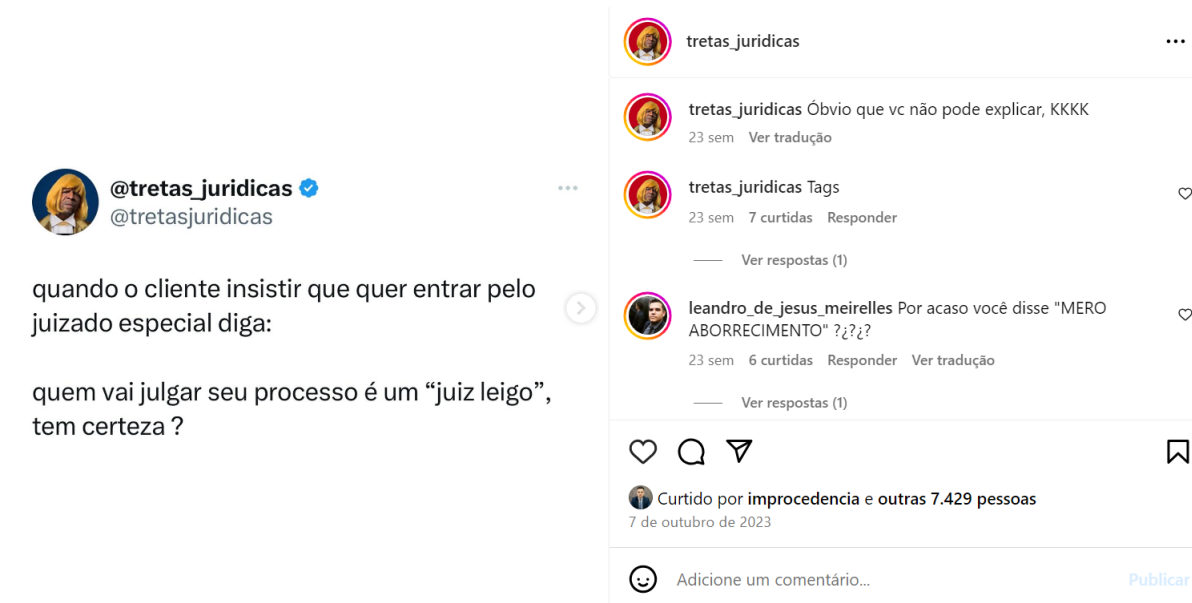 @tretas_juridicas
@tretasjuridicas
quando o cliente insistir que quer entrar pelo
juizado especial diga:
quem vai julgar seu processo é um “juiz leigo”,
tem certeza ?
tretas_juridicas
tretas_juridicas Óbvio que vc não pode explicar, KKKK
23 sem Ver tradução
tretas_juridicas Tags
23 sem 7 curtidas Responder
Ver respostas (1)
leandro_de_jesus_meirelles Por acaso você disse "MERO
ABORRECIMENTO" ?¿?¿?
23 sem 6 curtidas Responder Ver tradução
Ver respostas (1)
Curtido por improcedencia e outras 7.429 pessoas
7 de outubro de 2023
Adicione um comentário...
Publicar